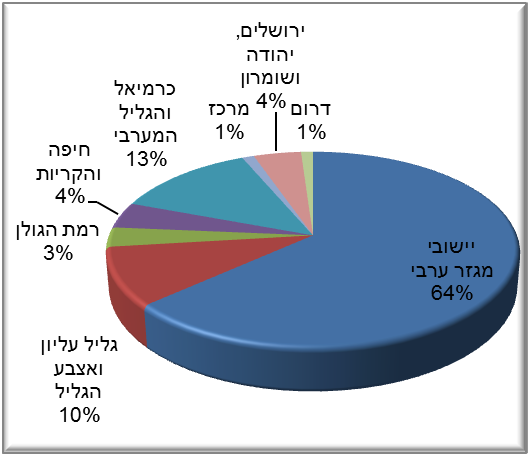 ירושלים,
יהודה
ושומרון
4%
דרום
1%
יישובי
מגזר ערבי
64%
גליל עליון
ואצבע
הגליל
10%
רמת הגולן
3%
חיפה
והקריות
4%
כרמיאל
והגליל
המערבי
13%
מרכז
1%